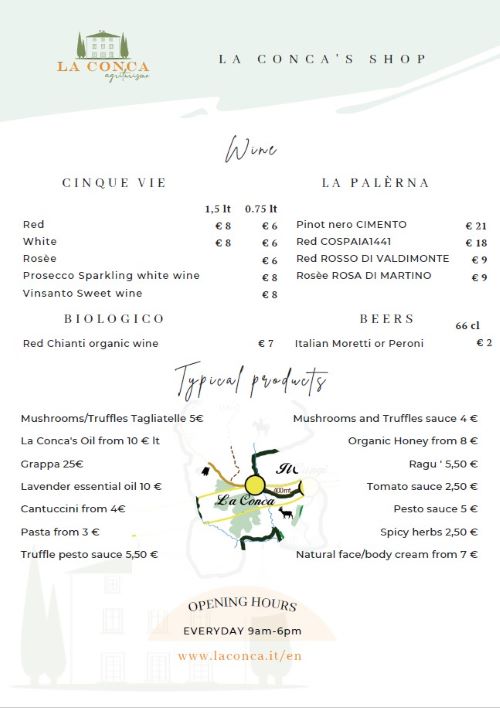 LA CONCA
agriturismo
LA CONCA'S SHOP
Wine
CINQUE VIE
1,5 lt 0.75 lt
Red € 8 € 6
White € 8 € 6
Rosèe € 6
Prosecco Sparkling white wine € 8
Vinsanto Sweet wine € 8
LA PALÈRNA
Pinot nero CIMENTO € 21
Red COSPAIA1441 € 18
Red ROSSO DI VALDIMONTE € 9
Rosèe ROSA DI MARTINO € 9
BIOLOGICO
Red Chianti organic wine € 7
BEERS
66 cl
Italian Moretti or Peroni € 2
Typical products
Mushrooms/Truffles Tagliatelle 5€
La Conca's Oil from 10 € lt
Grappa 25€
Lavender essential oil 10 €
Cantuccini from 4€
Pasta from 3 €
Truffle pesto sauce 5,50 €
Mushrooms and Truffles sauce 4 €
Organic Honey from 8 €
Ragu ' 5,50 €
Tomato sauce 2,50 €
Pesto sauce 5 €
Spicy herbs 2,50 €
Natural face/body cream from 7 €
La Conca
OPENING HOURS
EVERYDAY 9am-6pm
www.laconca.it/en